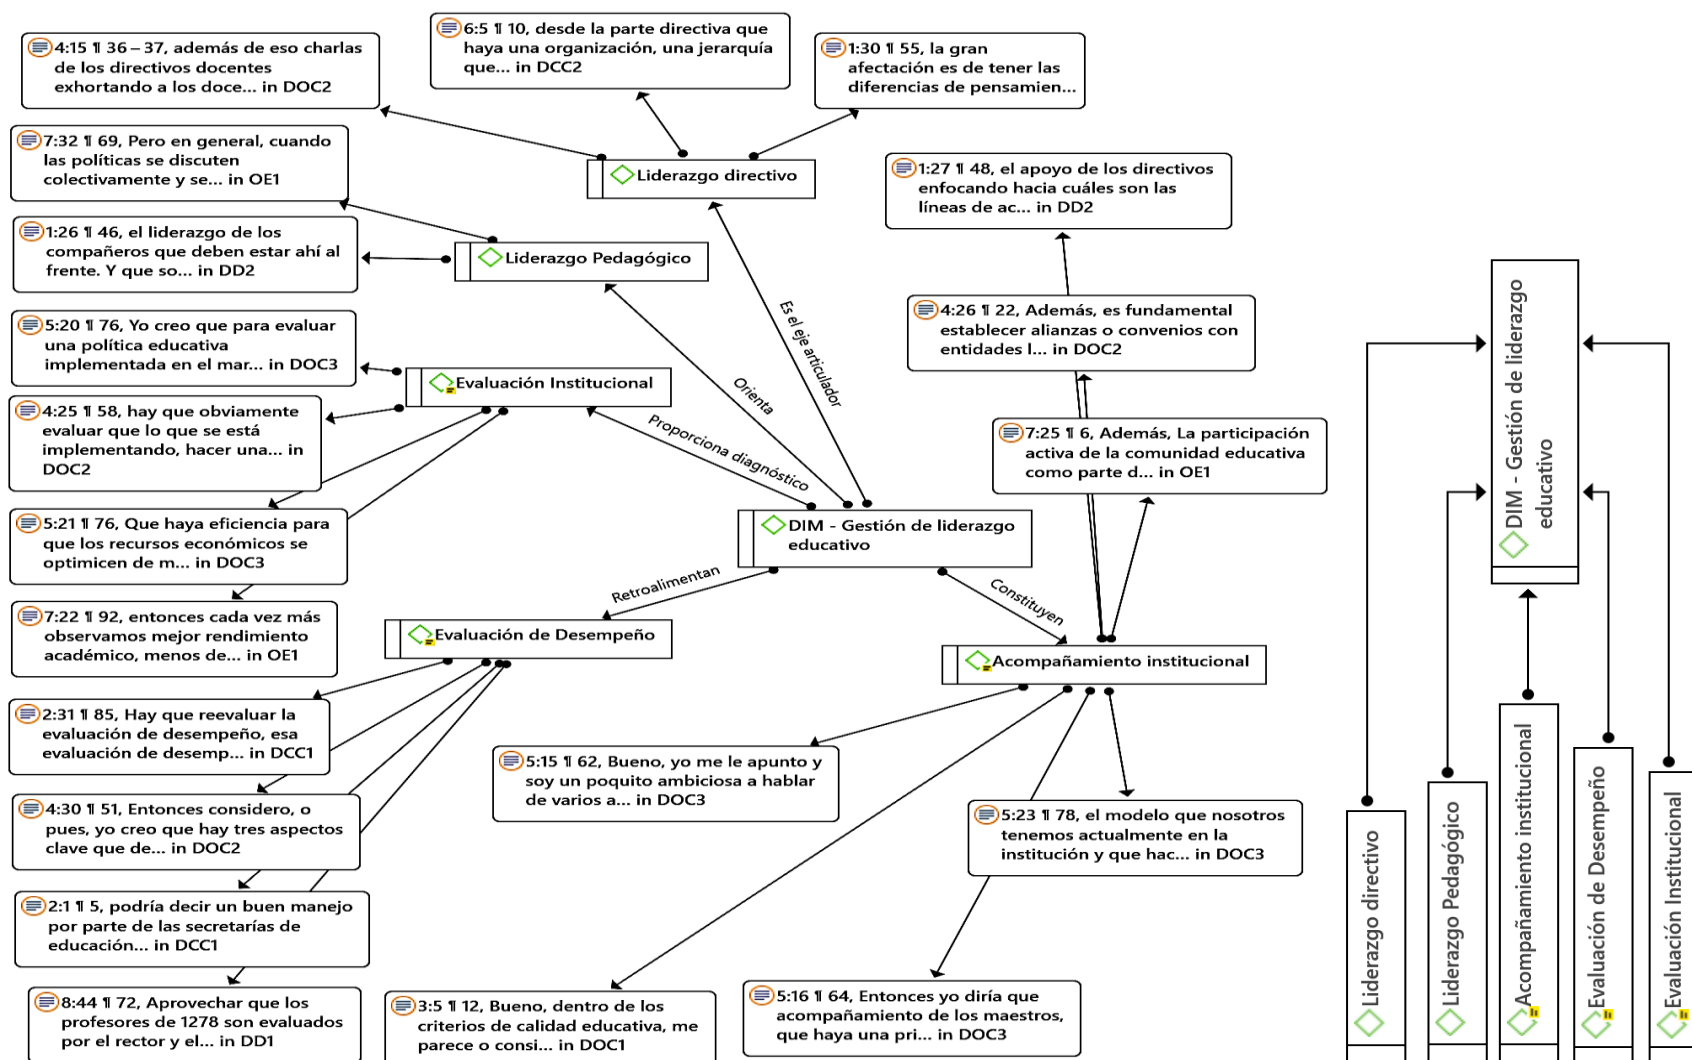 4:15 ¶ 36 – 37, además de eso charlas
de los directivos docentes
exhortando a los doce... in DOC2
6:5 ¶ 10, desde la parte directiva que
haya una organización, una jerarquía
que... in DCC2
1:30 ¶ 55, la gran
afectación es de tener las
diferencias de pensamien...
7:32 ¶ 69, Pero en general, cuando
las políticas se discuten
colectivamente y se... in OE1
Liderazgo directivo
1:27 ¶ 48, el apoyo de los directivos
enfocando hacia cuáles son las
líneas de ac... in DD2
1:26 ¶ 46, el liderazgo de los
compañeros que deben estar ahí al
frente. Y que so... in DD2
Liderazgo Pedagógico
Es el eje articulador
4:26 ¶ 22, Además, es fundamental
establecer alianzas o convenios con
entidades l... in DOC2
5:20 ¶ 76, Yo creo que para evaluar
una política educativa
implementada en el mar... in DOC3
Evaluación Institucional
Orienta
Proporciona diagnóstico
4:25 ¶ 58, hay que obviamente
evaluar que lo que se está
implementando, hacer una... in
DOC2
7:25 ¶ 6, Además, La participación
activa de la comunidad educativa
como parte d... in OE1
5:21 ¶ 76, Que haya eficiencia para
que los recursos económicos se
optimicen de m... in DOC3
DIM - Gestión de liderazgo
educativo
Retroalimentan
Constituyen
7:22 ¶ 92, entonces cada vez más
observamos mejor rendimiento
académico, menos de... in OE1
Evaluación de Desempeño
Acompañamiento institucional
2:31 ¶ 85, Hay que reevaluar la
evaluación de desempeño, esa
evaluación de desemp... in DCC1
5:15 ¶ 62, Bueno, yo me le apunto y
soy un poquito ambiciosa a hablar
de varios a... in DOC3
4:30 ¶ 51, Entonces considero, o
pues, yo creo que hay tres aspectos
clave que de... in DOC2
5:23 ¶ 78, el modelo que nosotros
tenemos actualmente en la
institución y que hac... in DOC3
2:1 ¶ 5, podría decir un buen manejo
por parte de las secretarías de
educación... in DCC1
8:44 ¶ 72, Aprovechar que los
profesores de 1278 son evaluados
por el rector y el... in DD1
3:5 ¶ 12, Bueno, dentro de los
criterios de calidad educativa, me
parece o consi... in DOC1
5:16 ¶ 64, Entonces yo diría que
acompañamiento de los maestros,
que haya una pri... in DOC3
DIM - Gestión de liderazgo
educativo
Liderazgo directivo
Liderazgo Pedagógico
Acompañamiento institucional
Evaluación de Desempeño
Evaluación Institucional